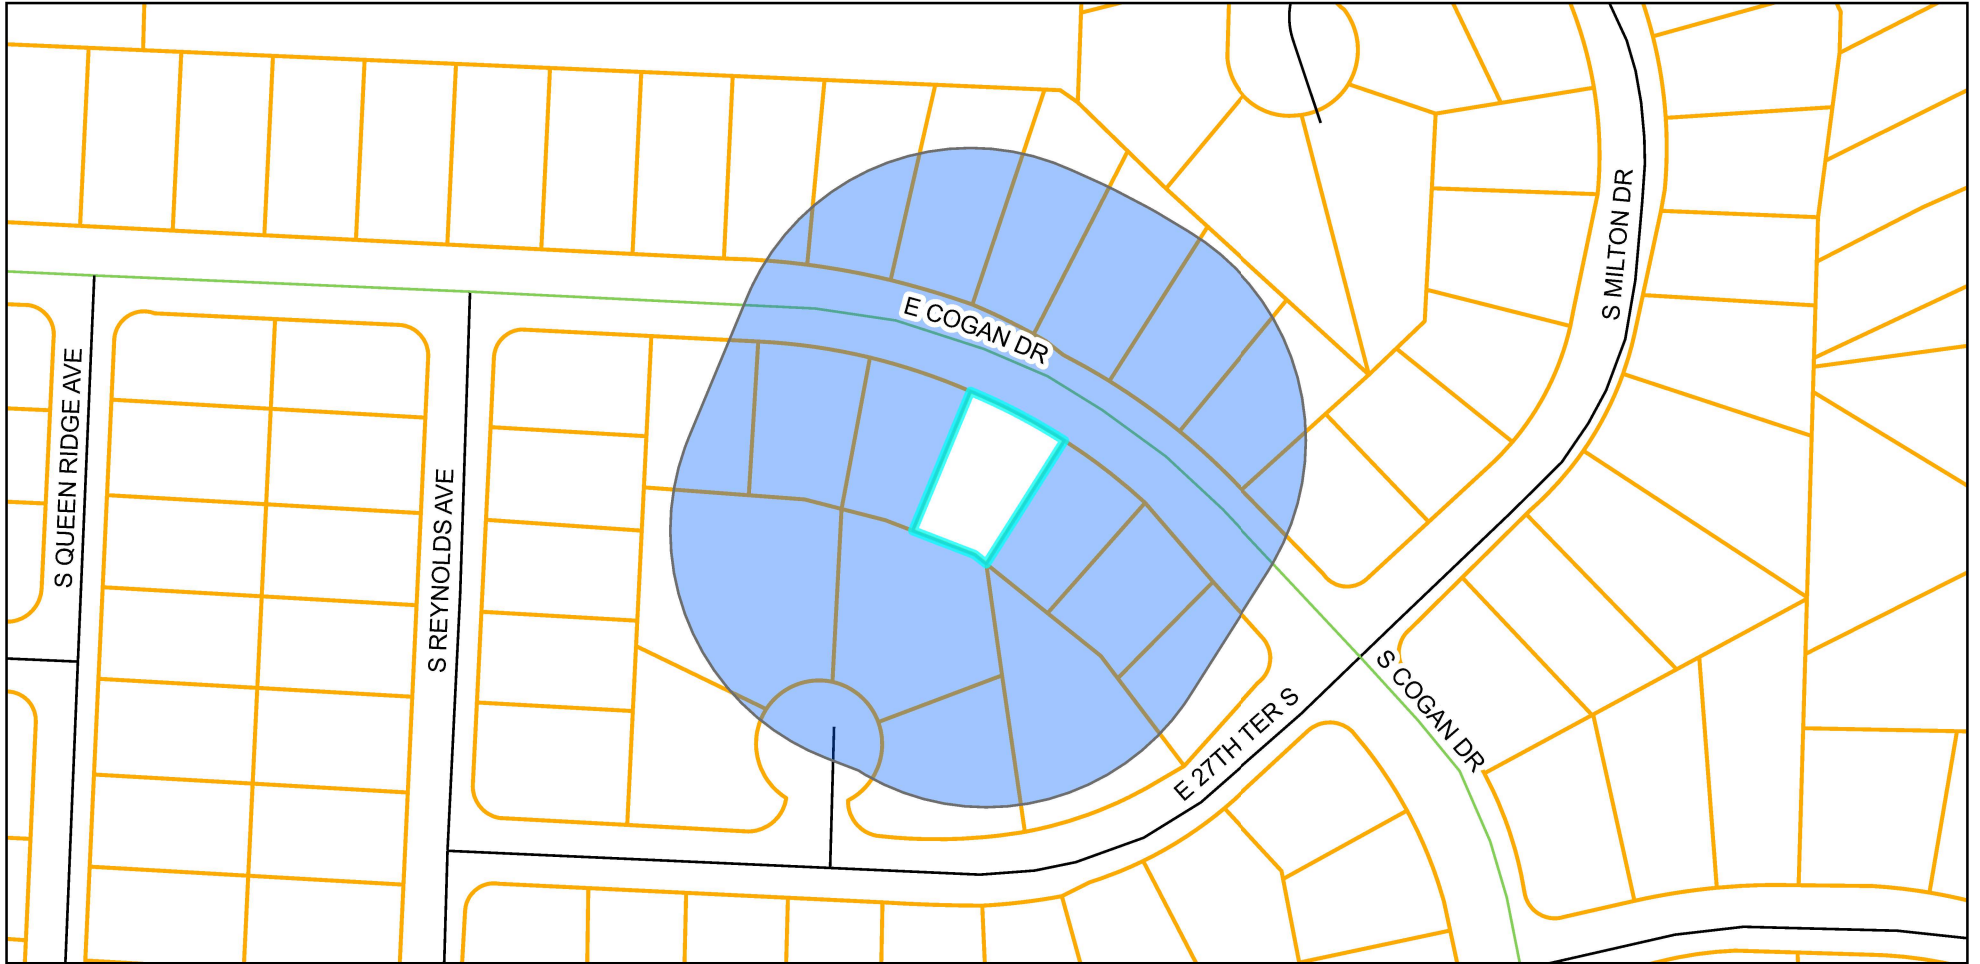 E COGAN DR
S MILTON DR
S QUEEN RIDGE AVE
S REYNOLDS AVE
E 27TH TER S
S COGAN DR